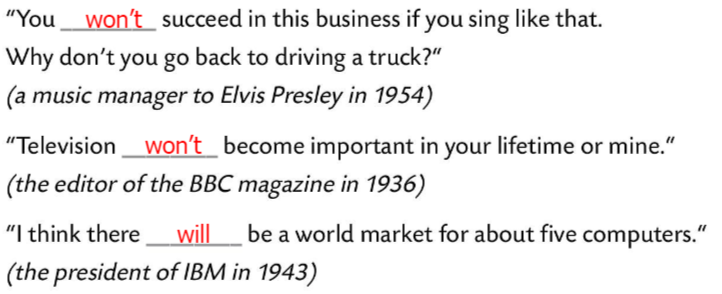 “You won't succeed in this business if you sing like that.
Why don't you go back to driving a truck?”
(a music manager to Elvis Presley in 1954)
“Television won't become important in your lifetime or mine.”
(the editor of the BBC magazine in 1936)
“I think there will be a world market for about five computers.”
(the president of IBM in 1943)